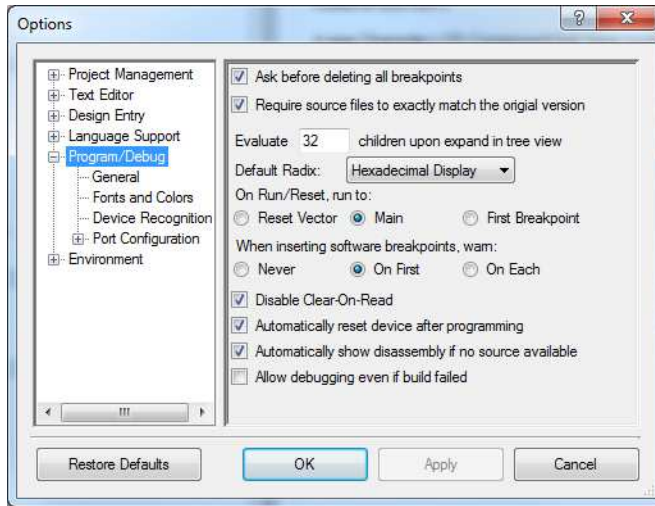 Options
Project Management
Text Editor
Design Entry
Language Support
Program/Debug
General
Fonts and Colors
Device Recognition
Port Configuration
Environment
Ask before deleting all breakpoints
Require source files to exactly match the origial version
Evaluate 32 children upon expand in tree view
Default Radix: Hexadecimal Display
On Run/Reset, run to:
Reset Vector Main First Breakpoint
When inserting software breakpoints, warn:
Never On First On Each
Disable Clear-On-Read
Automatically reset device after programming
Automatically show disassembly if no source available
Allow debugging even if build failed
Restore Defaults OK Apply Cancel